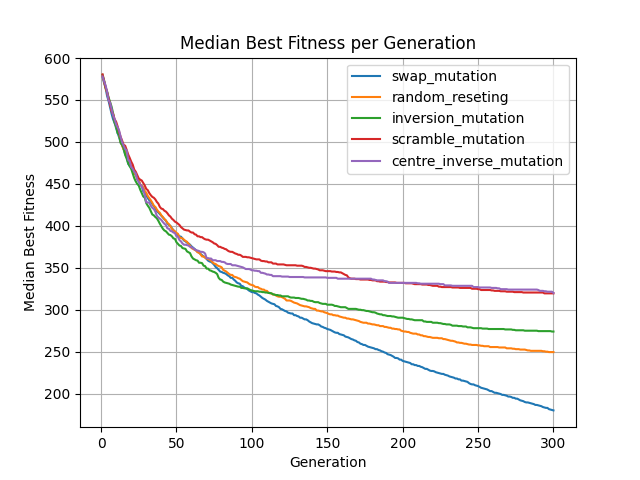 Median Best Fitness per Generation
600
550
500
450
400
350
300
250
200
Median Best Fitness
swap_mutation
random_reseting
inversion_mutation
scramble_mutation
centre_inverse_mutation
0 50 100 150 200 250 300
Generation